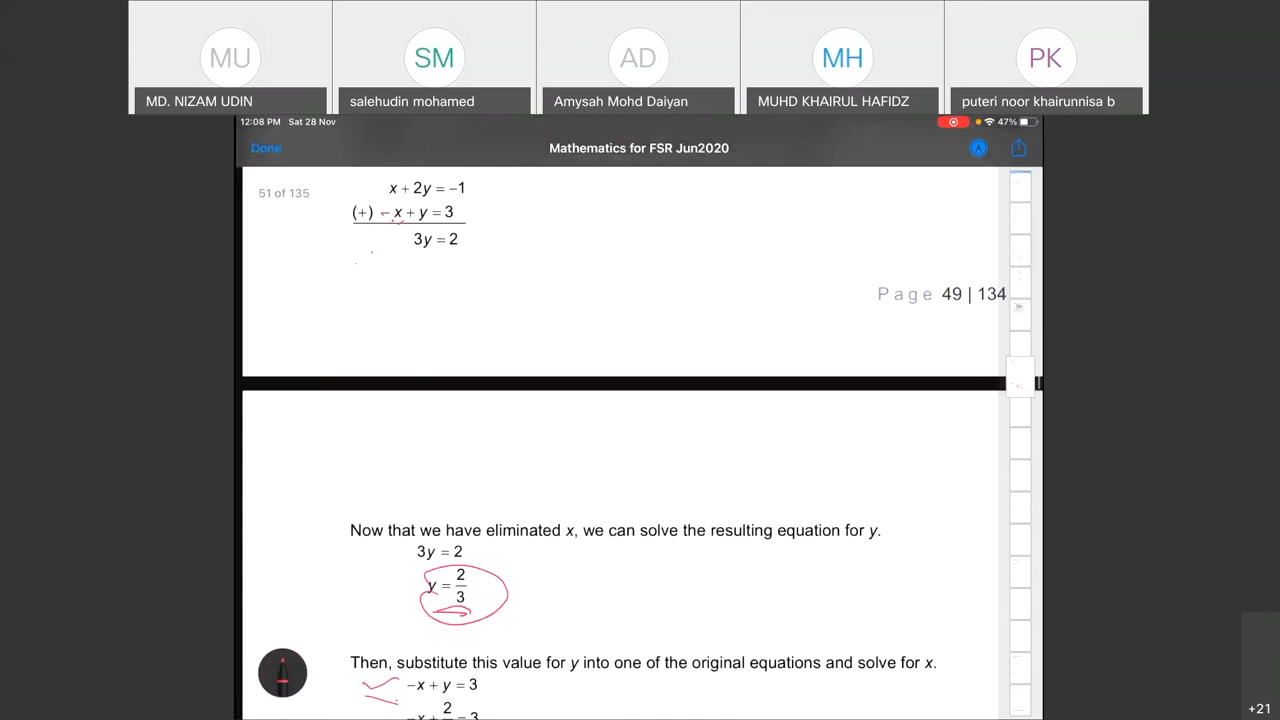 MU
SM
AD
MH
PK
MD. NIZAM UDIN
salehudin mohamed
Amysah Mohd Daiyan
MUHD KHAIRUL HAFIDZ
puteri noor khairunnisa b
12:08 PM Sat 28 Nov
47%
Done
Mathematics for FSR Jun2020
51 of 135
x + 2y = −1
(+) −x + y = 3
3y = 2
Page 49 | 134
Now that we have eliminated x, we can solve the resulting equation for y.
3y = 2
y = 2/3
Then, substitute this value for y into one of the original equations and solve for x.
−x + y = 3
−x + 2 = 3
+21